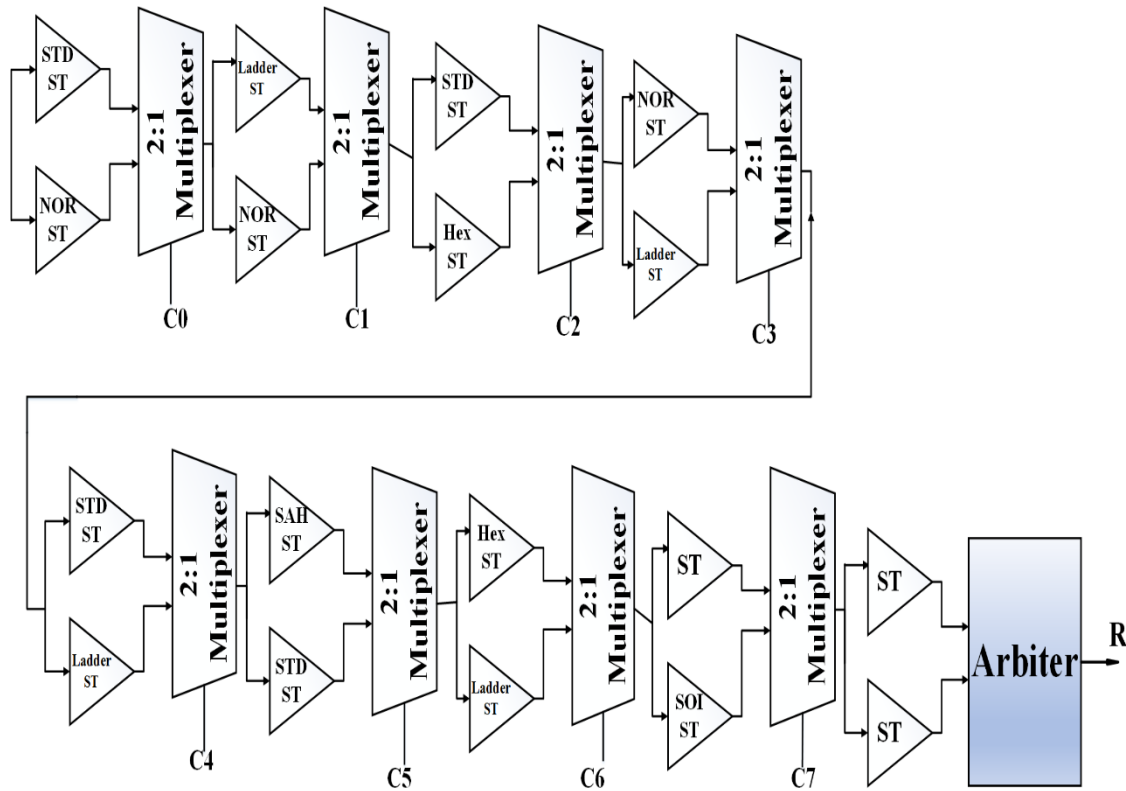 STD
ST
NOR
ST
2:1
Multiplexer
C0
Ladder
ST
NOR
ST
2:1
Multiplexer
C1
STD
ST
Hex
ST
2:1
Multiplexer
C2
NOR
ST
Ladder
ST
2:1
Multiplexer
C3
STD
ST
Ladder
ST
2:1
Multiplexer
C4
SAH
ST
STD
ST
2:1
Multiplexer
C5
Hex
ST
Ladder
ST
2:1
Multiplexer
C6
ST
SOI
ST
2:1
Multiplexer
C7
ST
ST
Arbiter
R